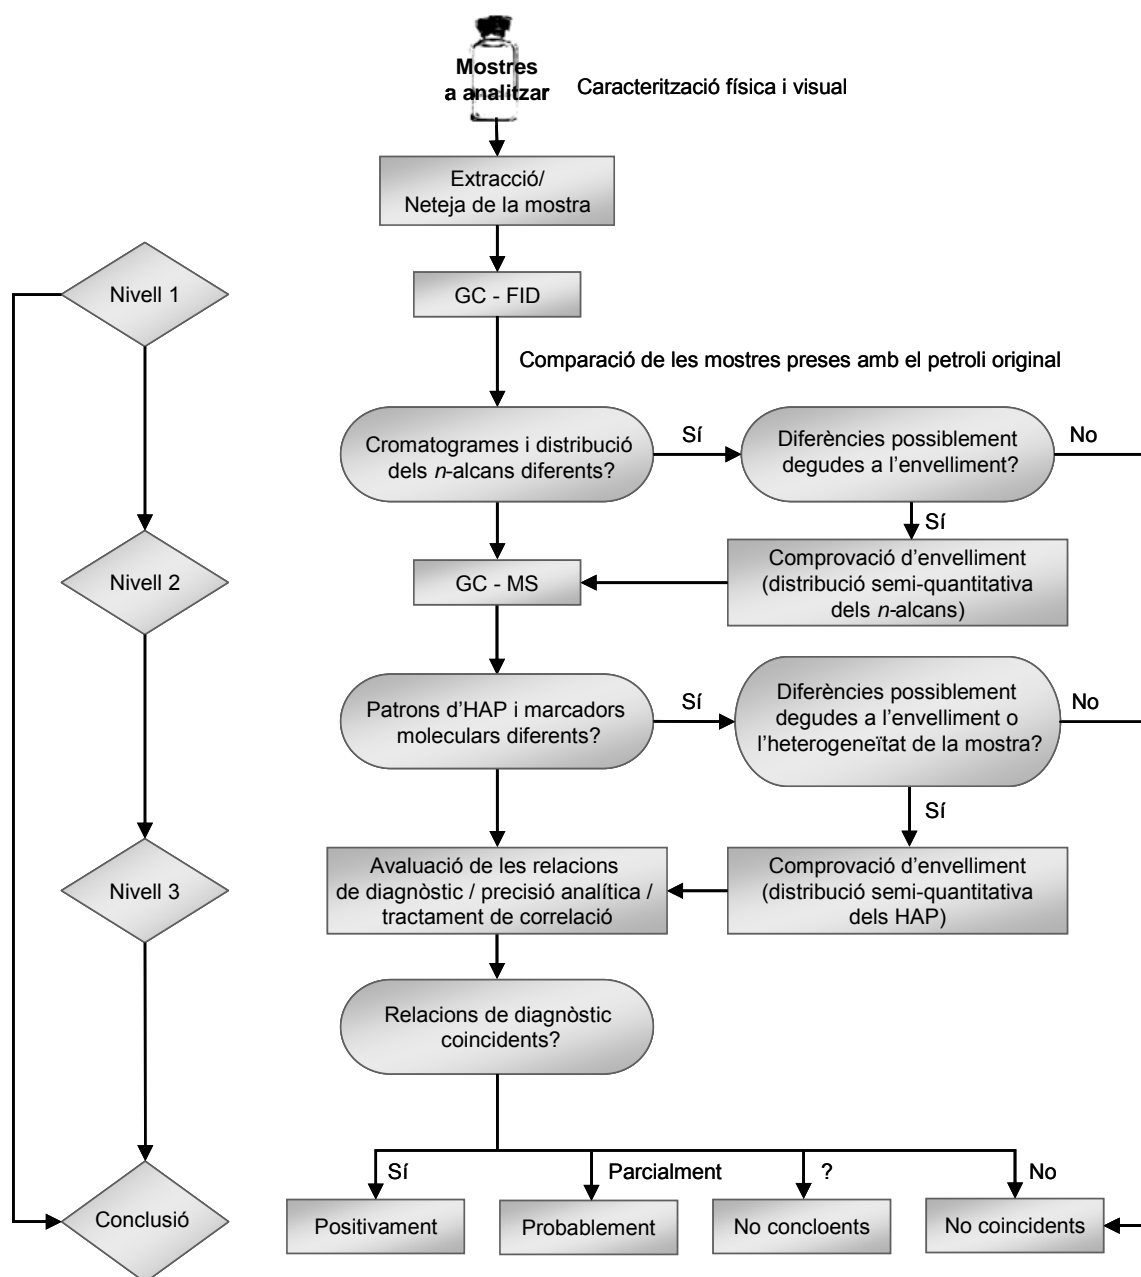 Mostres
a analitzar
Caracterització física i visual
Extracció/
Neteja de la mostra
Nivell 1
GC - FID
Comparació de les mostres preses amb el petroli original
Cromatogrames i distribució
dels n-alcans diferents?
Sí
Diferències possiblement
degudes a l’envelliment?
No
Sí
Nivell 2
GC - MS
Comprovació d’envelliment
(distribució semi-quantitativa
dels n-alcans)
Patrons d’HAP i marcadors
moleculars diferents?
Sí
Diferències possiblement
degudes a l’envelliment o
l’heterogeneïtat de la mostra?
No
Sí
Nivell 3
Avaluació de les relacions
de diagnòstic / precisió analítica /
tractament de correlació
Comprovació d’envelliment
(distribució semi-quantitativa
dels HAP)
Relacions de diagnòstic
coincidents?
Sí
Parcialment
?
No
Conclusió
Positivament
Probablement
No concloents
No coincidents